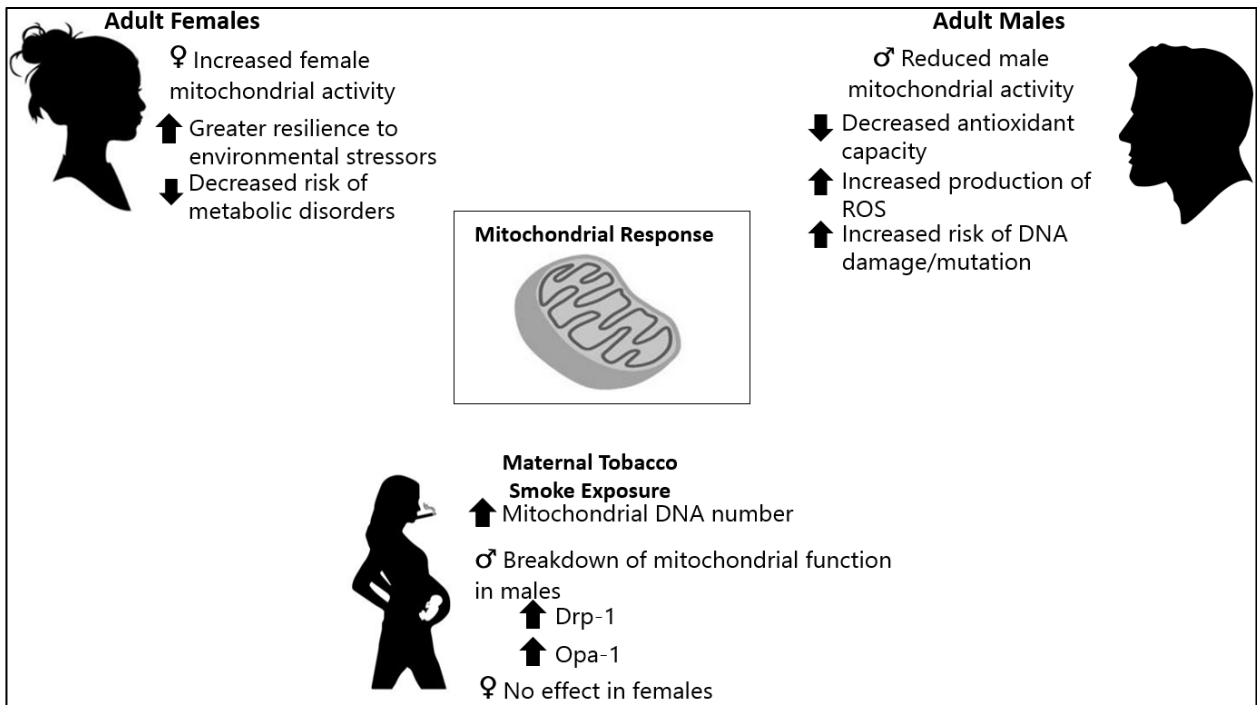 Adult Females
♀ Increased female
mitochondrial activity
Greater resilience to
environmental stressors
Decreased risk of
metabolic disorders
Adult Males
♂ Reduced male
mitochondrial activity
Decreased antioxidant
capacity
Increased production of
ROS
Increased risk of DNA
damage/mutation
Mitochondrial Response
Maternal Tobacco
Smoke Exposure
Mitochondrial DNA number
♂ Breakdown of mitochondrial function
in males
Drp-1
Opa-1
♀ No effect in females